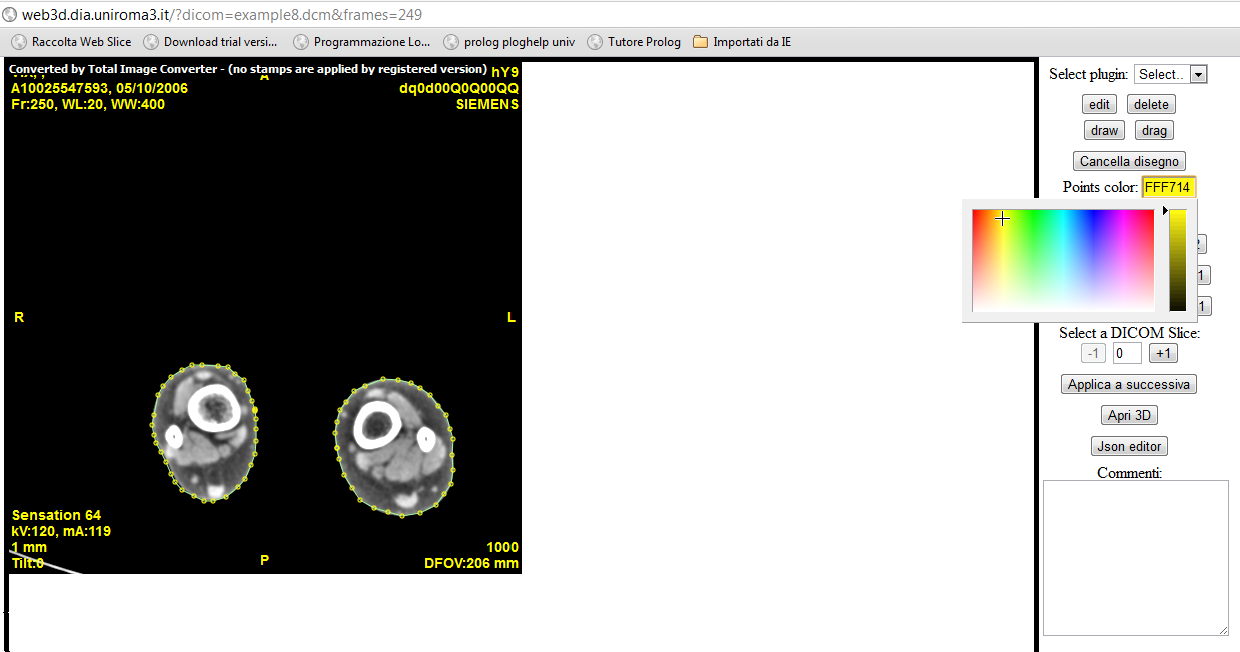 web3d.dia.uniroma3.it/?dicom=example8.dcm&frames=249
Raccolta Web Slice Download trial versi... Programmazione Lo... prolog ploghelp univ Tutore Prolog Importati da IE
Converted by Total Image Converter - (no stamps are applied by registered version) hY9
A
A10025547593, 05/10/2006 dq0d00Q0Q00QQ
Fr:250, WL:20, WW:400 SIEMENS
R L
Sensation 64
kV:120, mA:119
1 mm 1000
Tilt:0 P DFOV:206 mm
Select plugin: Select..
edit delete
draw drag
Cancella disegno
Points color: FFF714
2
1
1
Select a DICOM Slice:
-1 0 +1
Applica a successiva
Apri 3D
Json editor
Commenti: